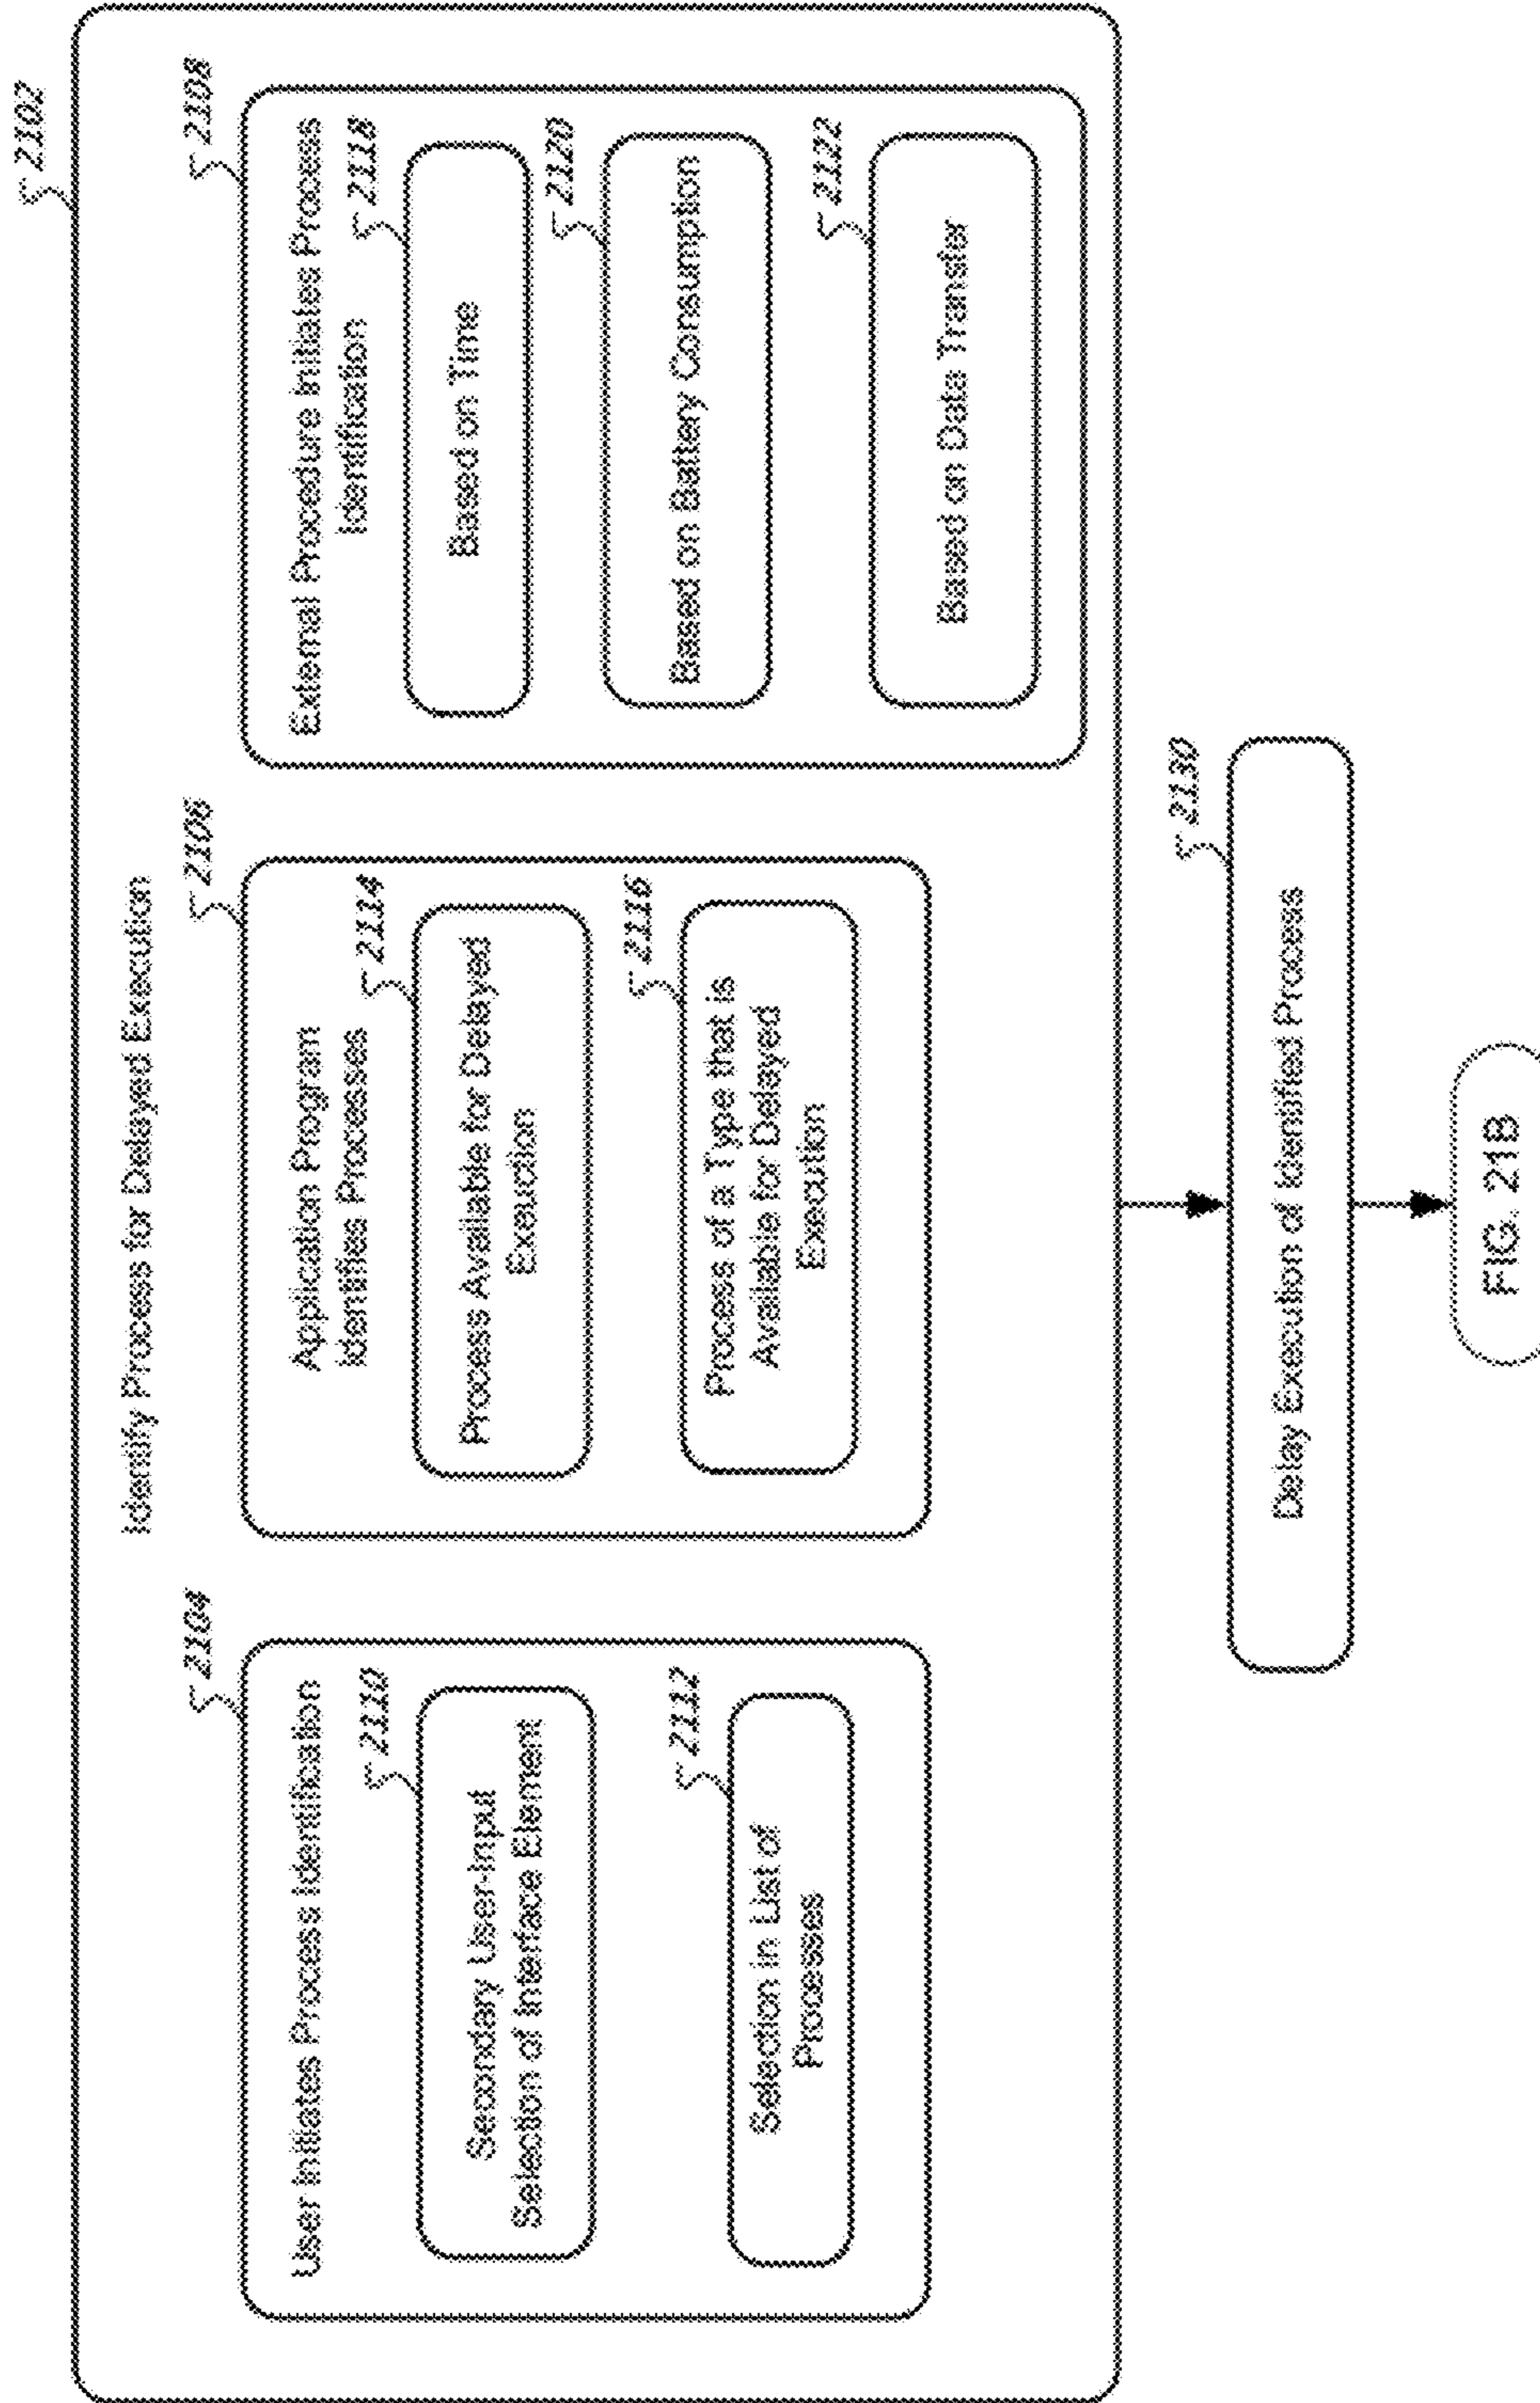 2102
Identify Process for Delayed Execution
2104
User Initiates Process Identification
2110
Secondary User-Input
Selection of Interface Element
2112
Selection in List of
Processes
2106
Application Program
Identifies Processes
2114
Process Available for Delayed
Exeuction
2116
Process of a Type that is
Available for Delayed
Execution
2108
External Procedure Initiates Process
Identification
2118
Based on Time
2120
Based on Battery Consumption
2122
Based on Data Transfer
2130
Delay Execution of Identified Process
FIG. 21B